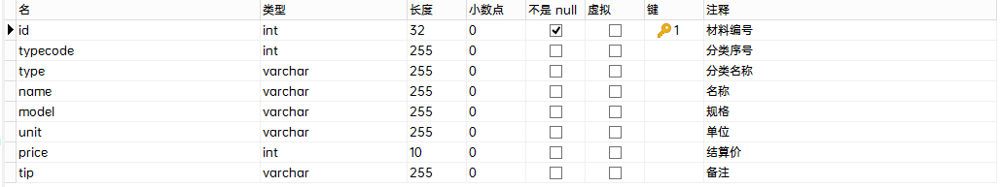 名 类型 长度 小数点 不是 null 虚拟 键 注释
id int 32 0 1 材料编号
typecode int 255 0 分类序号
type varchar 255 0 分类名称
name varchar 255 0 名称
model varchar 255 0 规格
unit varchar 255 0 单位
price int 10 0 结算价
tip varchar 255 0 备注